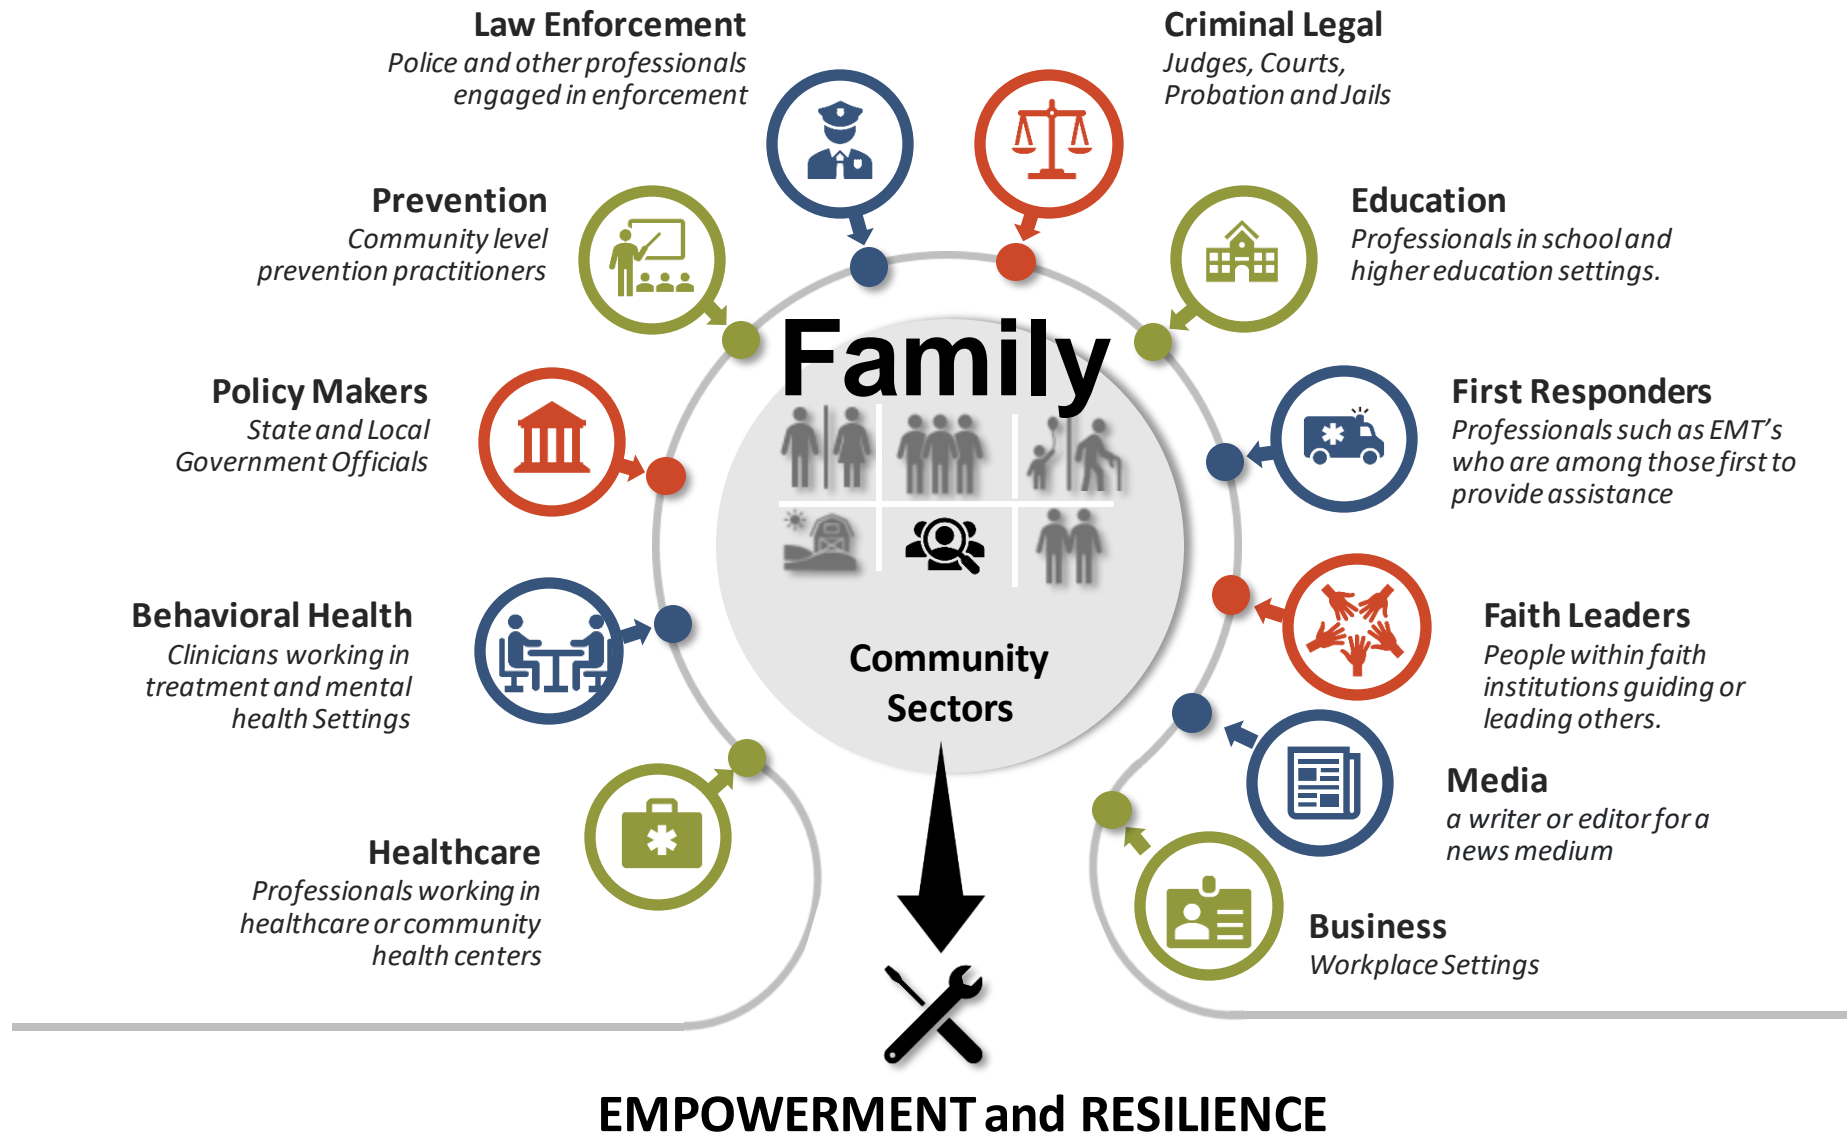 Law Enforcement
Police and other professionals
engaged in enforcement
Criminal Legal
Judges, Courts,
Probation and Jails
Prevention
Community level
prevention practitioners
Education
Professionals in school and
higher education settings.
Policy Makers
State and Local
Government Officials
First Responders
Professionals such as EMT’s
who are among those first to
provide assistance
Family
Behavioral Health
Clinicians working in
treatment and mental
health Settings
Community
Sectors
Faith Leaders
People within faith
institutions guiding or
leading others.
Healthcare
Professionals working in
healthcare or community
health centers
Media
a writer or editor for a
news medium
Business
Workplace Settings
EMPOWERMENT and RESILIENCE